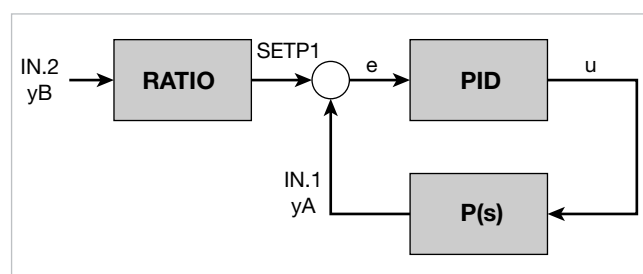 IN.2
yB
RATIO
SETP1
e
PID
u
IN.1
yA
P(s)